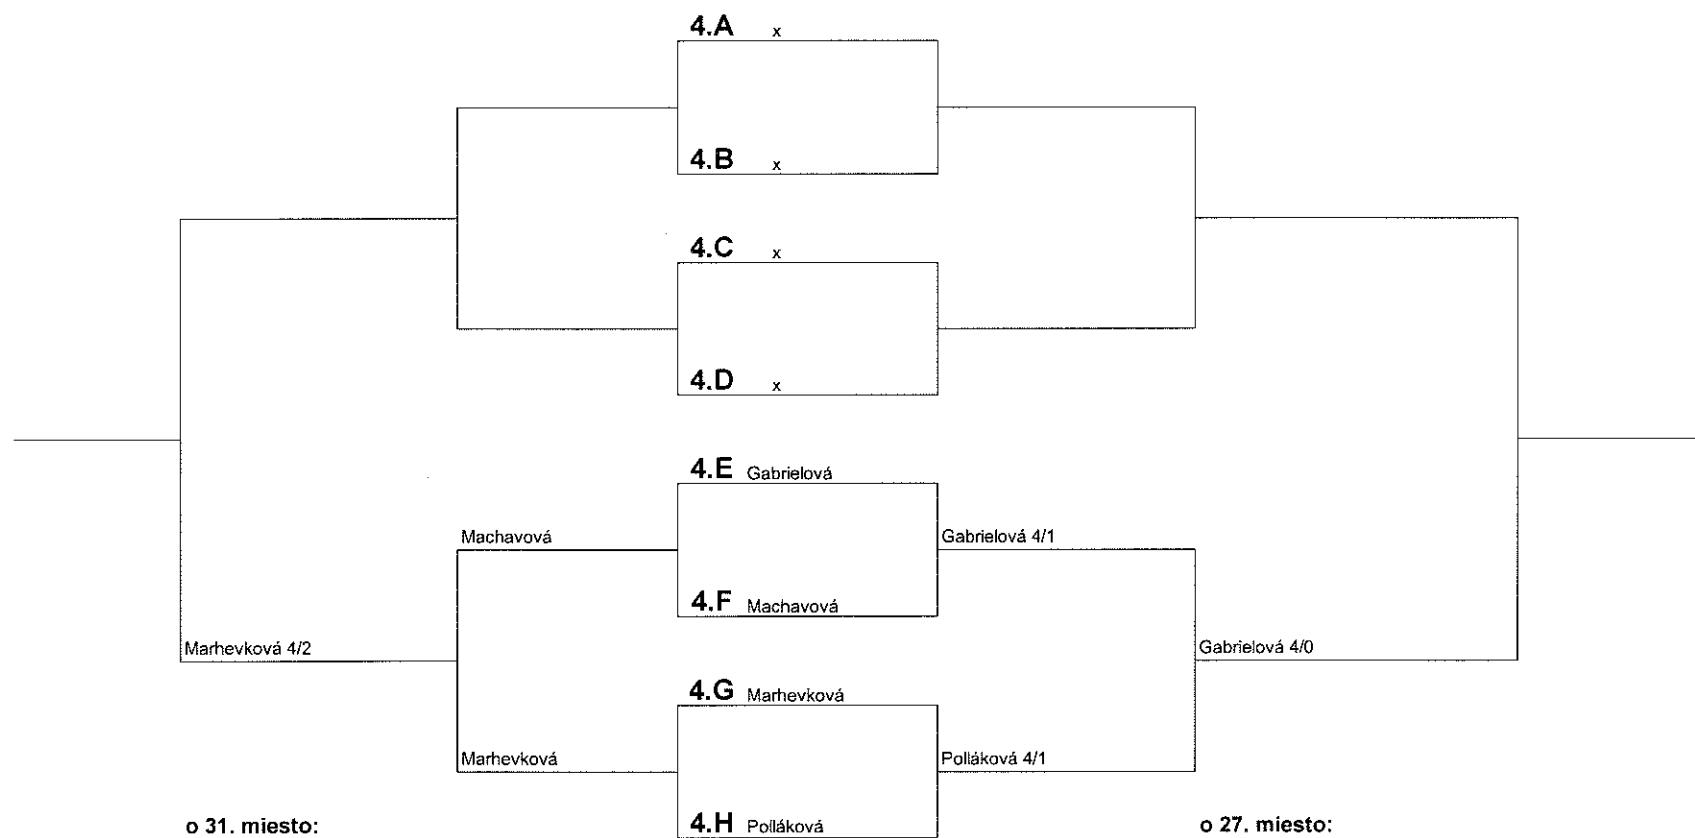 4.A x
4.B x
4.C x
4.D x
4.E Gabrielová
Machavová
Gabrielová 4/1
4.F Machavová
Marhevková 4/2
Gabrielová 4/0
4.G Marhevková
Marhevková
Polláková 4/1
4.H Polláková
o 31. miesto:
o 27. miesto: